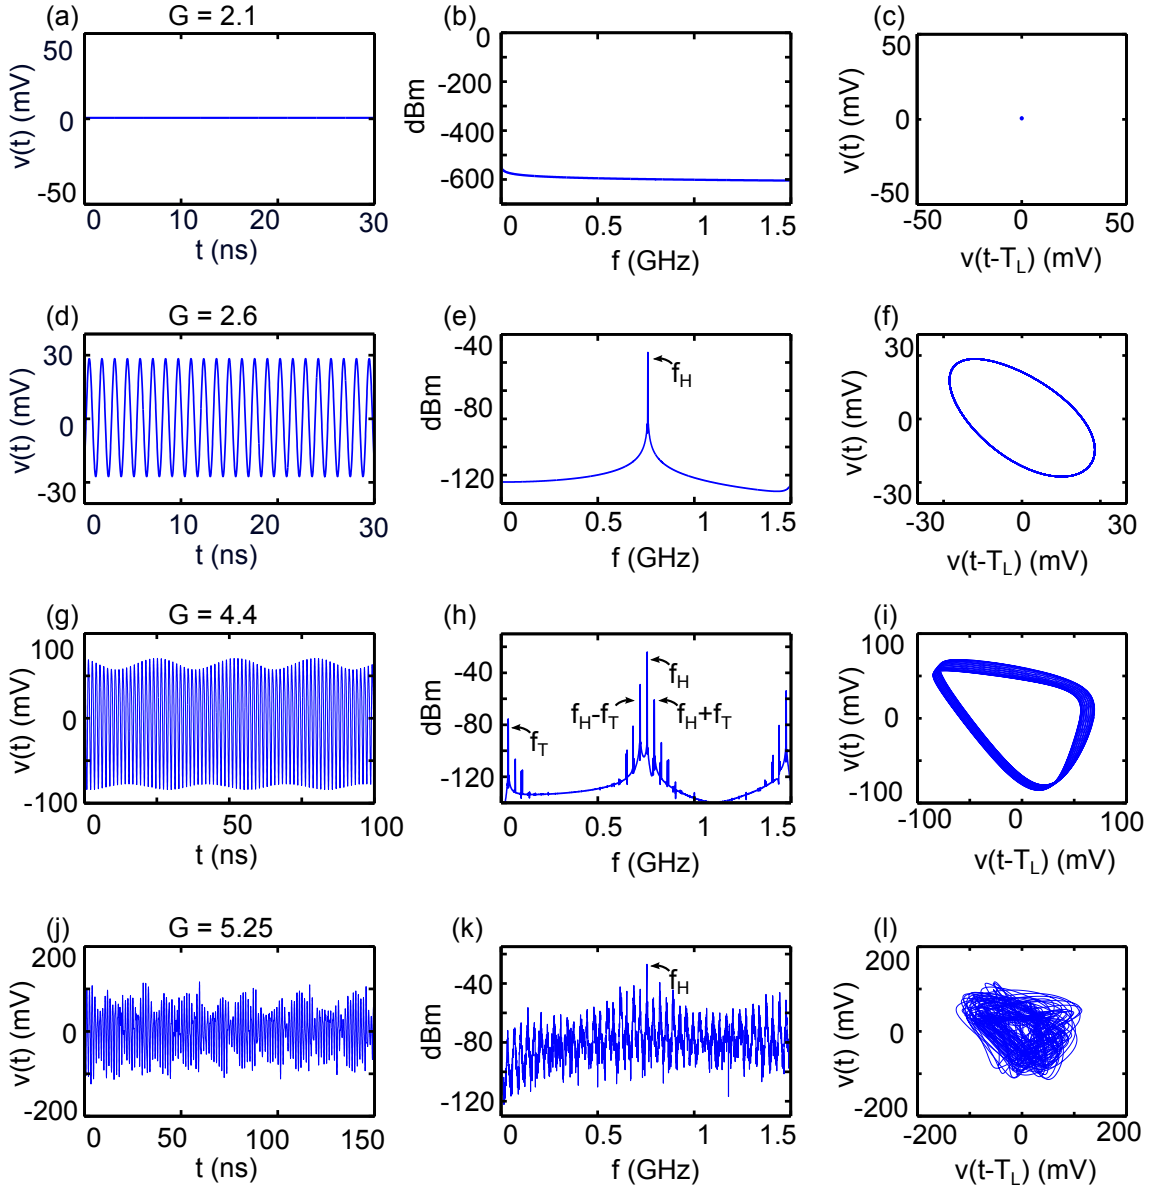 (a) G = 2.1 (b) (c)
50 0 50
v(t) (mV) dBm v(t) (mV)
-200
0 -400 0
-50 -600 -50
0 10 20 30 0 0.5 1 1.5 -50 0 50
t (ns) f (GHz) v(t-T_L) (mV)
(d) G = 2.6 (e) (f)
30 -40 30
f_H
v(t) (mV) dBm v(t) (mV)
0 -80 0
-30 -120 -30
0 10 20 30 0 0.5 1 1.5 -30 0 30
t (ns) f (GHz) v(t-T_L) (mV)
(g) G = 4.4 (h) (i)
100 -40 100
f_H
v(t) (mV) dBm f_H-f_T f_H+f_T v(t) (mV)
0 -80 f_T 0
-100 -120 -100
0 50 100 0 0.5 1 1.5 -100 0 100
t (ns) f (GHz) v(t-T_L) (mV)
(j) G = 5.25 (k) (l)
200 -40 200
f_H
v(t) (mV) dBm v(t) (mV)
0 -80 0
-200 -120 -200
0 50 100 150 0 0.5 1 1.5 -200 0 200
t (ns) f (GHz) v(t-T_L) (mV)